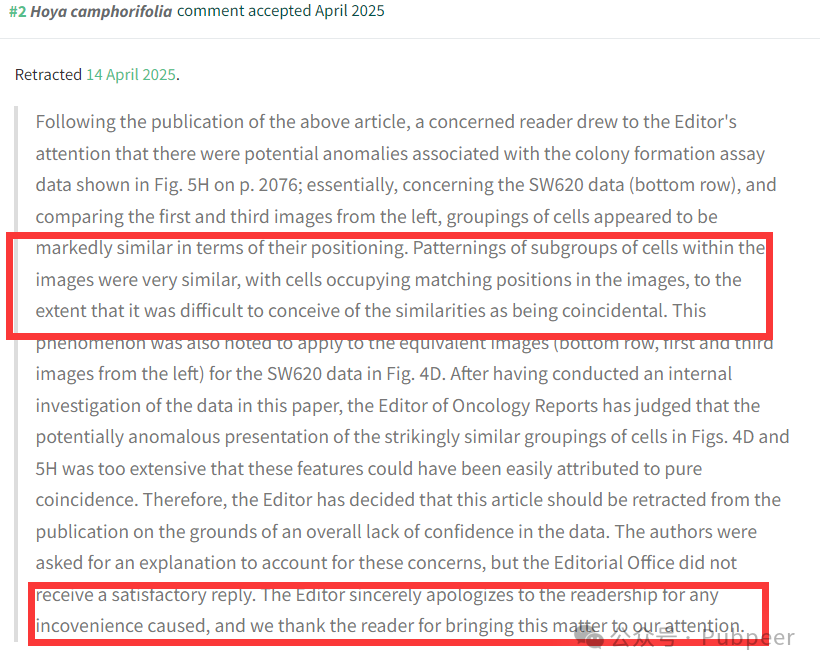 #2 Hoya camphorifolia comment accepted April 2025
Retracted 14 April 2025.
Following the publication of the above article, a concerned reader drew to the Editor's
attention that there were potential anomalies associated with the colony formation assay
data shown in Fig. 5H on p. 2076; essentially, concerning the SW620 data (bottom row), and
comparing the first and third images from the left, groupings of cells appeared to be
markedly similar in terms of their positioning. Patternings of subgroups of cells within the
images were very similar, with cells occupying matching positions in the images, to the
extent that it was difficult to conceive of the similarities as being coincidental. This
phenomenon was also noted to apply to the equivalent images (bottom row, first and third
images from the left) for the SW620 data in Fig. 4D. After having conducted an internal
investigation of the data in this paper, the Editor of Oncology Reports has judged that the
potentially anomalous presentation of the strikingly similar groupings of cells in Figs. 4D and
5H was too extensive that these features could have been easily attributed to pure
coincidence. Therefore, the Editor has decided that this article should be retracted from the
publication on the grounds of an overall lack of confidence in the data. The authors were
asked for an explanation to account for these concerns, but the Editorial Office did not
receive a satisfactory reply. The Editor sincerely apologizes to the readership for any
incovenience caused, and we thank the reader for bringing this matter to our attention.
公众号 · Pubpeer